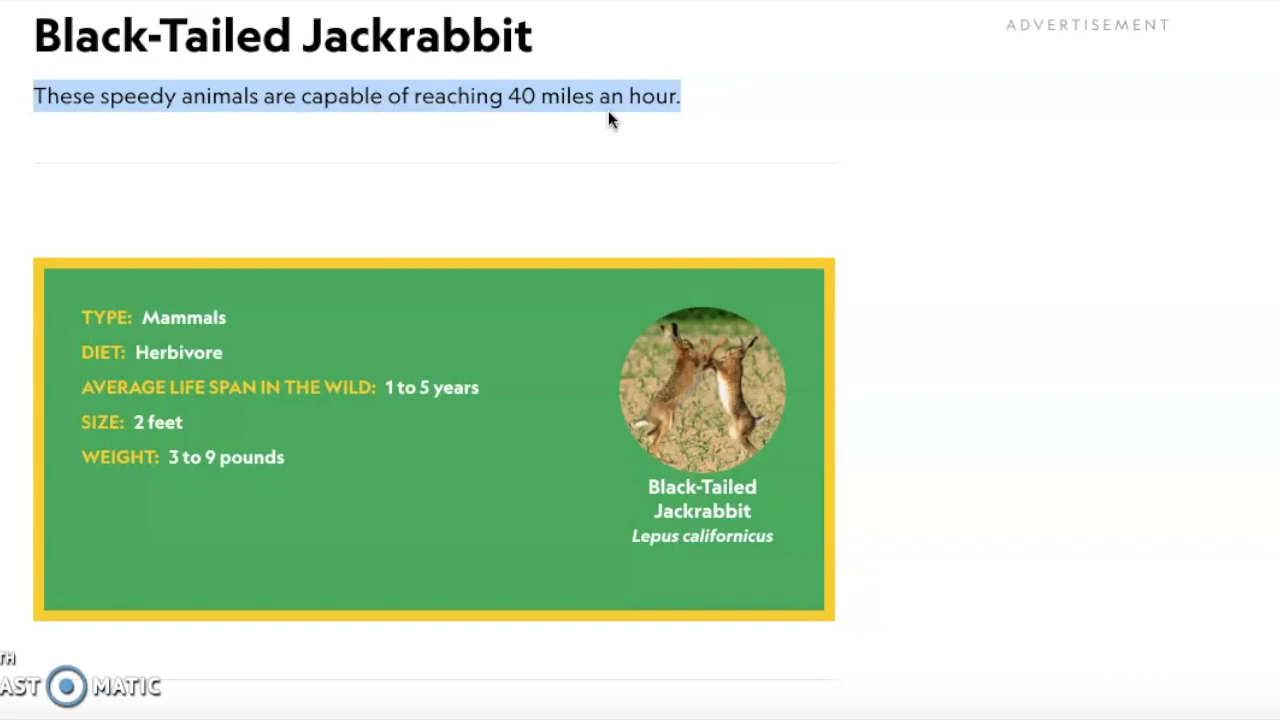 Black-Tailed Jackrabbit
ADVERTISEMENT
These speedy animals are capable of reaching 40 miles an hour.
TYPE: Mammals
DIET: Herbivore
AVERAGE LIFE SPAN IN THE WILD: 1 to 5 years
SIZE: 2 feet
WEIGHT: 3 to 9 pounds
Black-Tailed
Jackrabbit
Lepus californicus
TH
AST MATIC